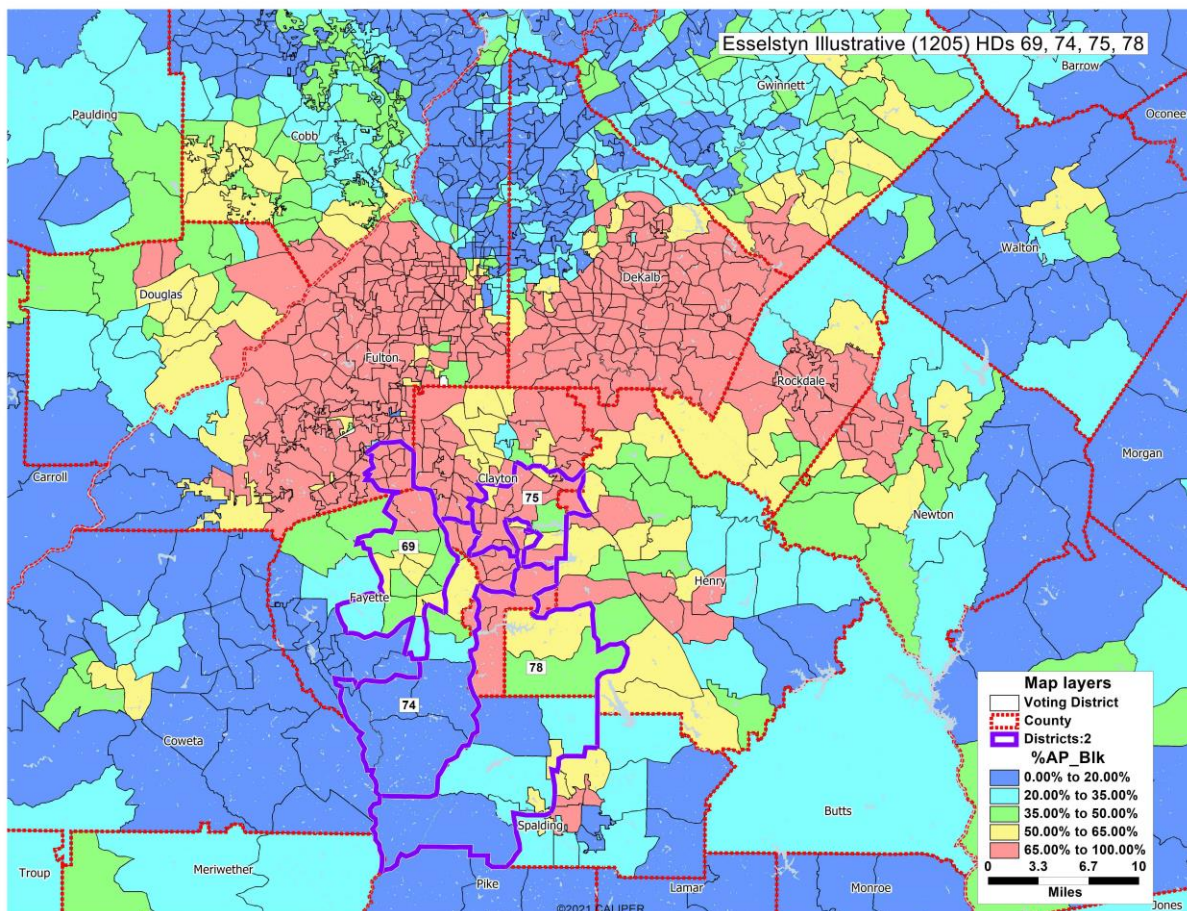 Esselstyn Illustrative (1205) HDs 69, 74, 75, 78
Barrow
Gwinnett
Oconee
Paulding
Cobb
Walton
DeKalb
Douglas
Fulton
Rockdale
Carroll
Morgan
Clayton
75
Newton
69
Henry
Fayette
78
74
Coweta
Butts
Spalding
Troup
Meriwether
Pike
Lamar
Monroe
Jones
©2021 CALIPER
Map layers
Voting District
County
Districts:2
%AP_Blk
0.00% to 20.00%
20.00% to 35.00%
35.00% to 50.00%
50.00% to 65.00%
65.00% to 100.00%
0 3.3 6.7 10
Miles